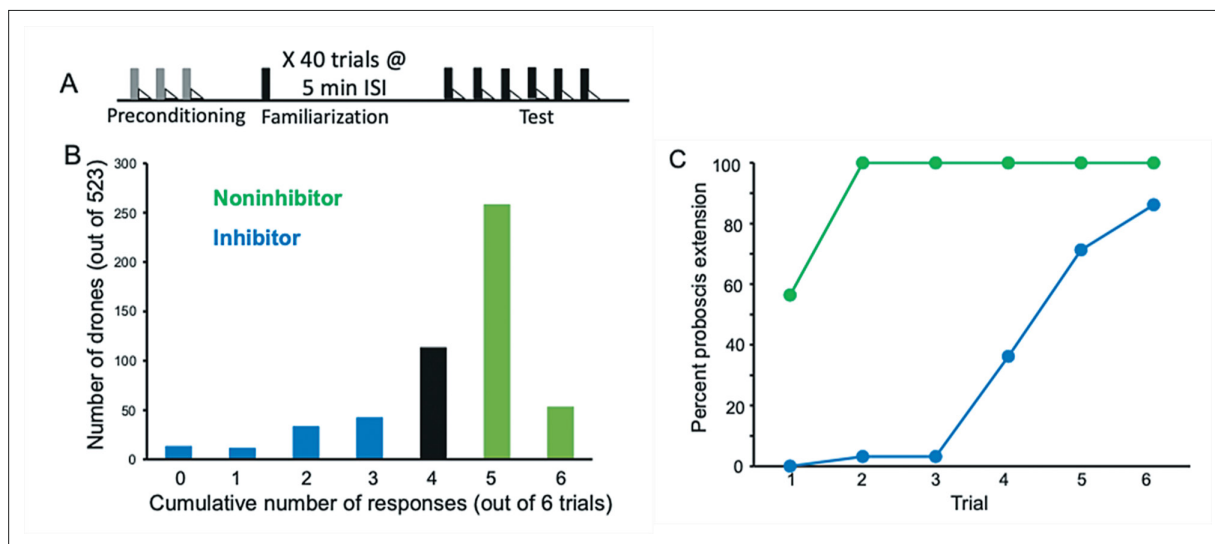 A
X 40 trials @
5 min ISI
Preconditioning
Familiarization
Test
B
Number of drones (out of 523)
300
250
200
150
100
50
0
Noninhibitor
Inhibitor
0 1 2 3 4 5 6
Cumulative number of responses (out of 6 trials)
C
Percent proboscis extension
100
80
60
40
20
0
1 2 3 4 5 6
Trial